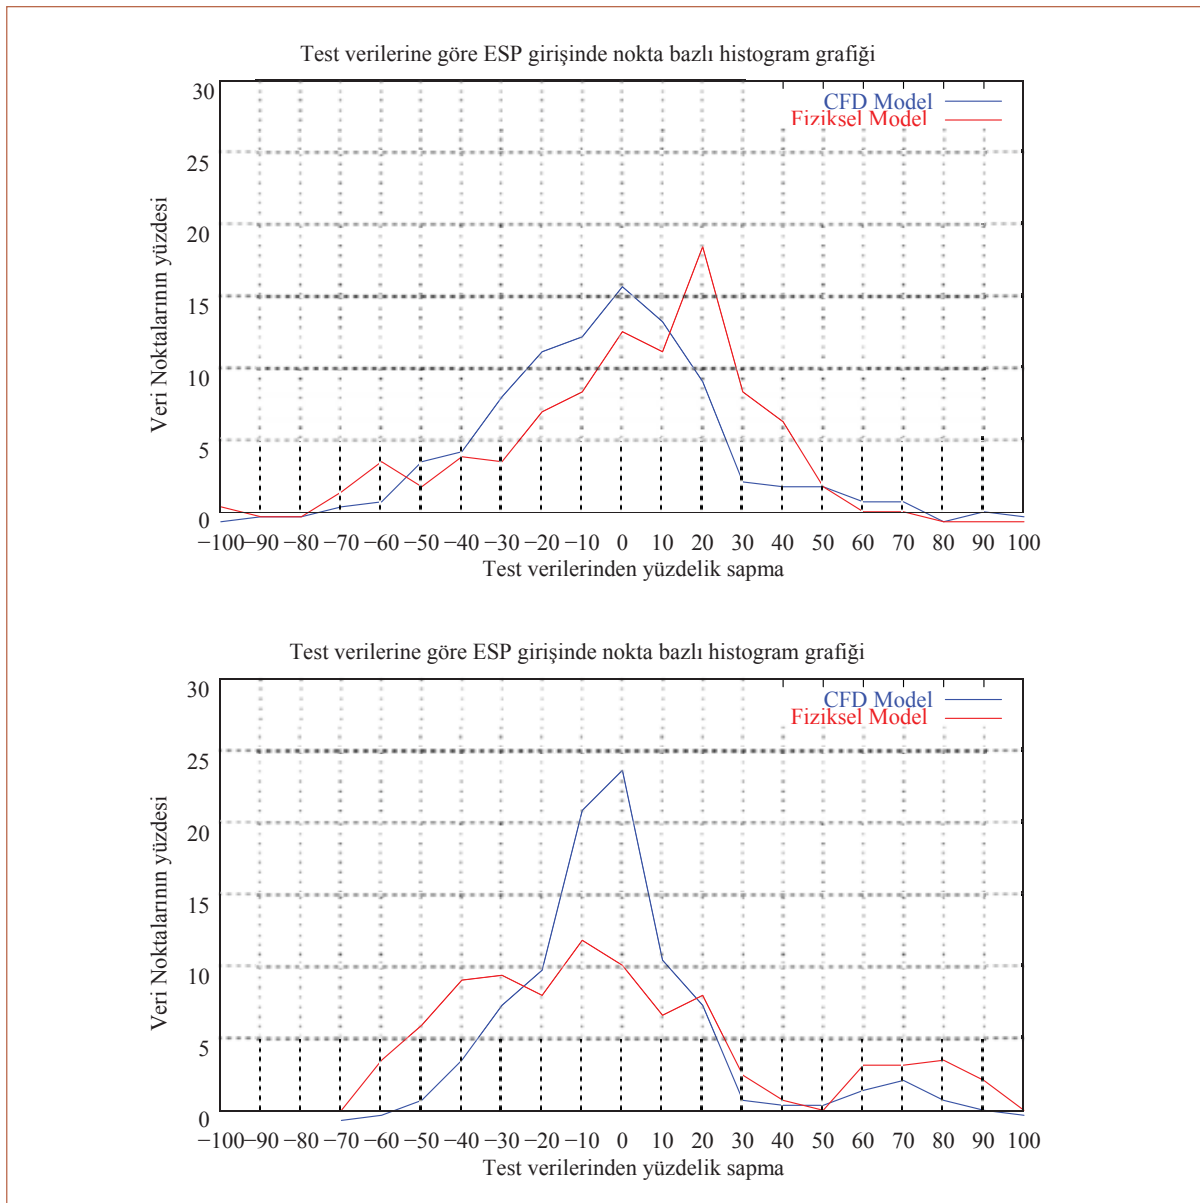 Test verilerine göre ESP girişinde nokta bazlı histogram grafiği
CFD Model
Fiziksel Model
Veri Noktalarının yüzdesi
30
25
20
15
10
5
0
−100 −90 −80 −70 −60 −50 −40 −30 −20 −10 0 10 20 30 40 50 60 70 80 90 100
Test verilerinden yüzdelik sapma
Test verilerine göre ESP girişinde nokta bazlı histogram grafiği
CFD Model
Fiziksel Model
Veri Noktalarının yüzdesi
30
25
20
15
10
5
0
−100 −90 −80 −70 −60 −50 −40 −30 −20 −10 0 10 20 30 40 50 60 70 80 90 100
Test verilerinden yüzdelik sapma